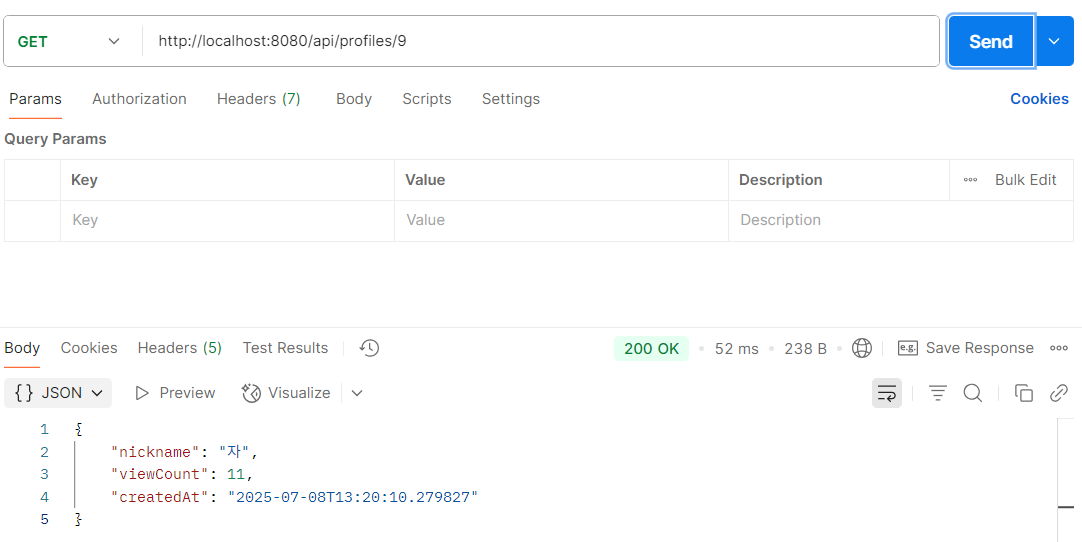 GET http://localhost:8080/api/profiles/9 Send
Params Authorization Headers (7) Body Scripts Settings Cookies
Query Params
Key Value Description Bulk Edit
Key Value Description
Body Cookies Headers (5) Test Results 200 OK • 52 ms • 238 B • e.g. Save Response
{} JSON Preview Visualize
1 {
2 "nickname": "자",
3 "viewCount": 11,
4 "createdAt": "2025-07-08T13:20:10.279827"
5 }